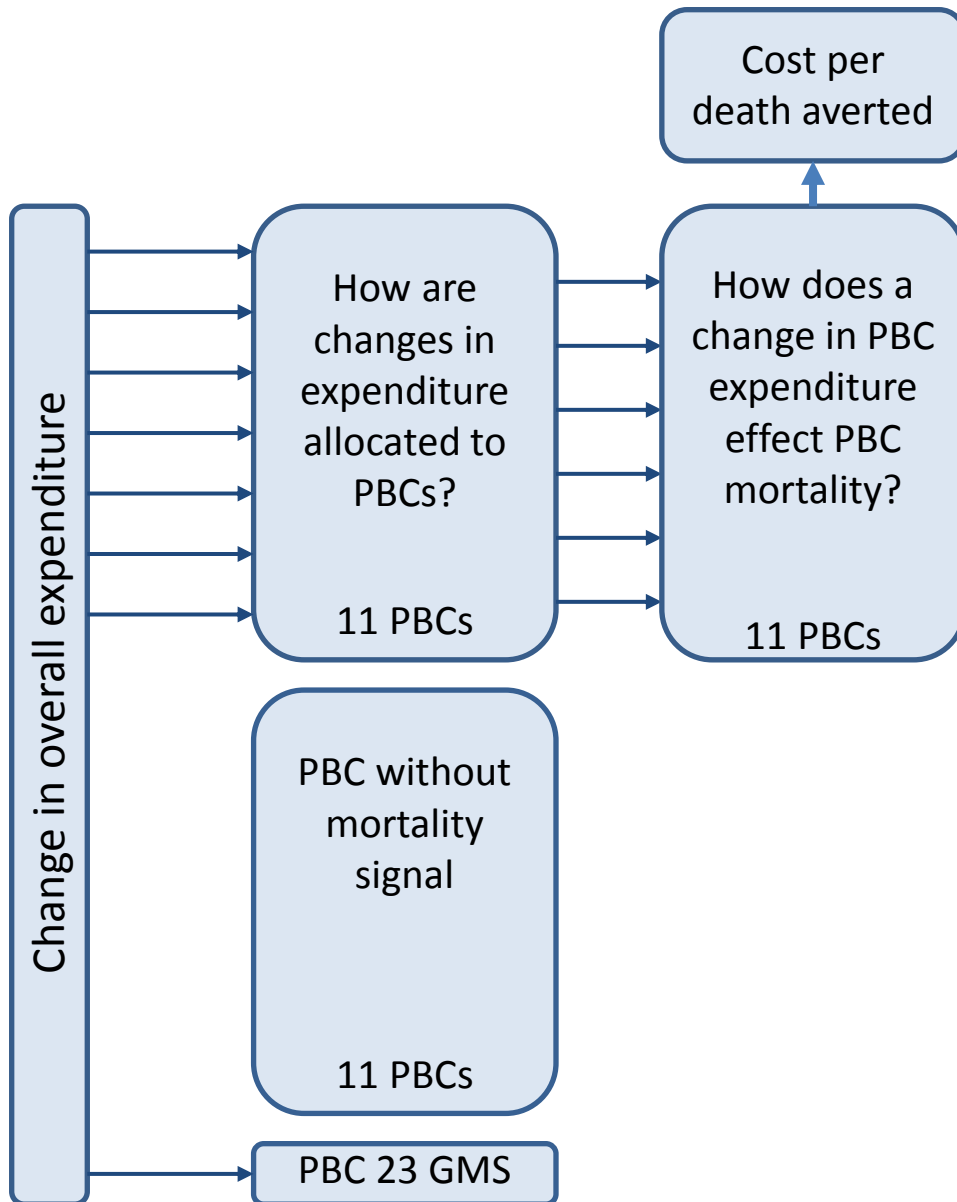 Cost per
death averted
Change in overall expenditure
How are
changes in
expenditure
allocated to
PBCs?
11 PBCs
How does a
change in PBC
expenditure
effect PBC
mortality?
11 PBCs
PBC without
mortality
signal
11 PBCs
PBC 23 GMS